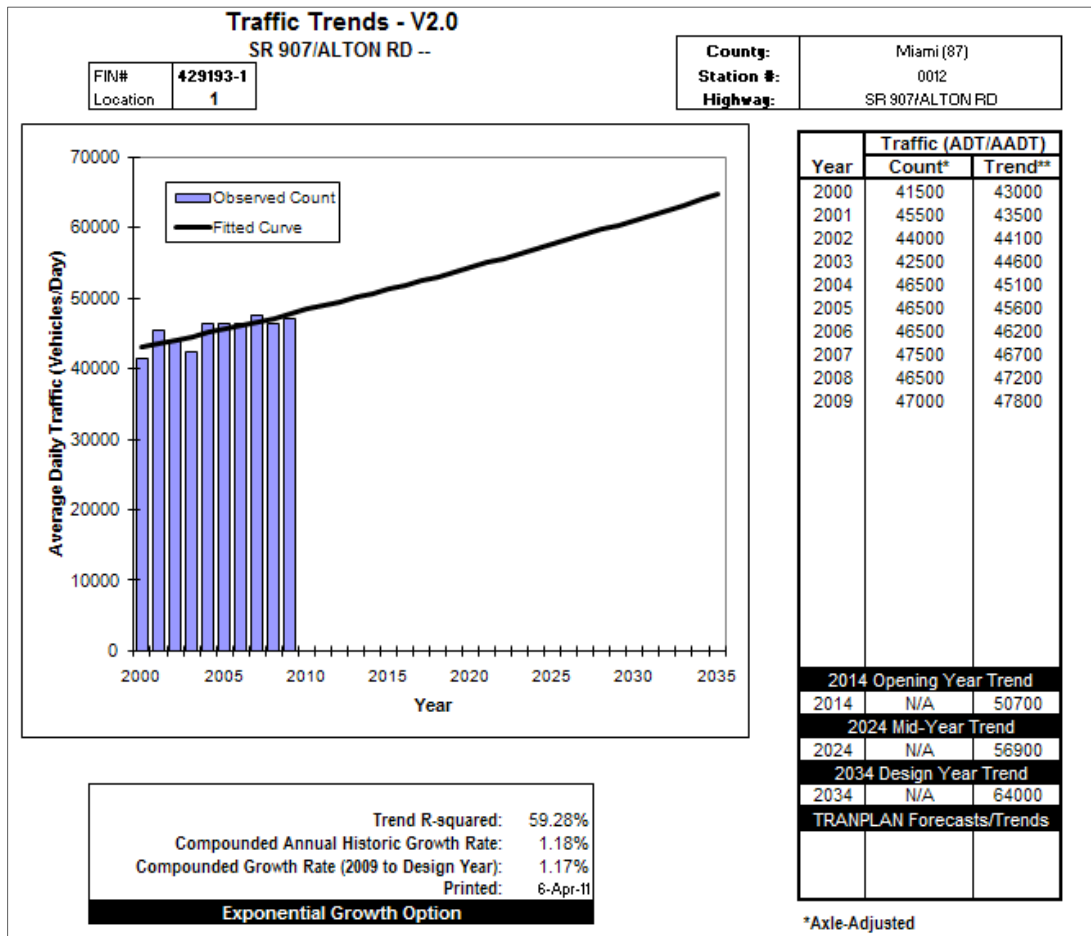 Traffic Trends - V2.0
SR 907/ALTON RD --
FIN# 429193-1
Location 1
County: Miami (87)
Station #: 0012
Highway: SR 907/ALTON RD
Average Daily Traffic (Vehicles/Day)
70000
60000
50000
40000
30000
20000
10000
0
Observed Count
Fitted Curve
2000 2005 2010 2015 2020 2025 2030 2035
Year
Traffic (ADT/AADT)
Year Count* Trend**
2000 41500 43000
2001 45500 43500
2002 44000 44100
2003 42500 44600
2004 46500 45100
2005 46500 45600
2006 46500 46200
2007 47500 46700
2008 46500 47200
2009 47000 47800
2014 Opening Year Trend
2014 N/A 50700
2024 Mid-Year Trend
2024 N/A 56900
2034 Design Year Trend
2034 N/A 64000
TRANPLAN Forecasts/Trends
Trend R-squared: 59.28%
Compounded Annual Historic Growth Rate: 1.18%
Compounded Growth Rate (2009 to Design Year): 1.17%
Printed: 6-Apr-11
Exponential Growth Option
*Axle-Adjusted